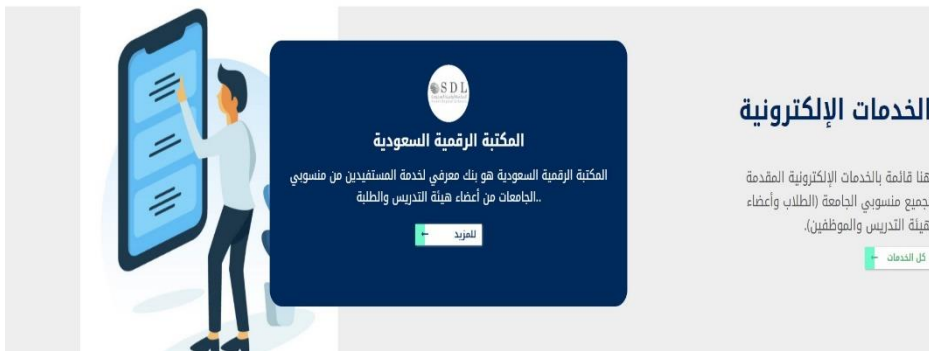 الخدمات الإلكترونية
هنا قائمة بالخدمات الإلكترونية المقدمة
لجميع منسوبي الجامعة (الطلاب وأعضاء
هيئة التدريس والموظفين).
كل الخدمات ←
SDL
المكتبة الرقمية السعودية
المكتبة الرقمية السعودية هو بنك معرفي لخدمة المستفيدين من منسوبي
الجامعات من أعضاء هيئة التدريس والطلبة..
للمزيد ←